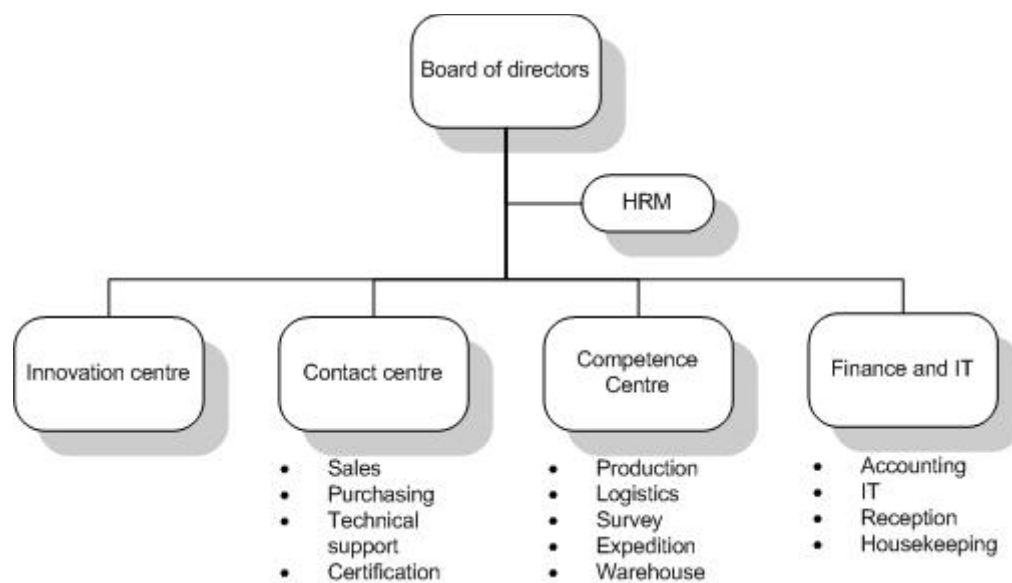 Board of directors
HRM
Innovation centre
Contact centre
Competence
Centre
Finance and IT
• Sales
• Purchasing
• Technical
support
• Certification
• Production
• Logistics
• Survey
• Expedition
• Warehouse
• Accounting
• IT
• Reception
• Housekeeping